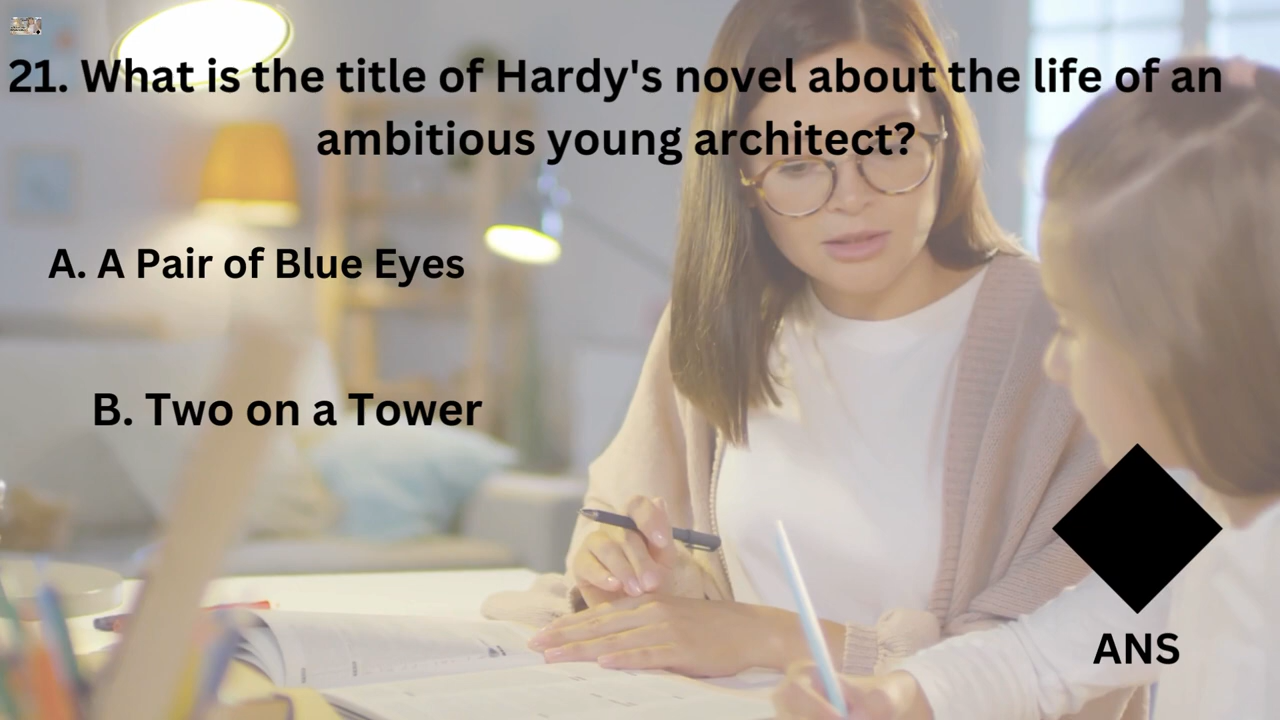 21. What is the title of Hardy's novel about the life of an
ambitious young architect?
A. A Pair of Blue Eyes
B. Two on a Tower
ANS